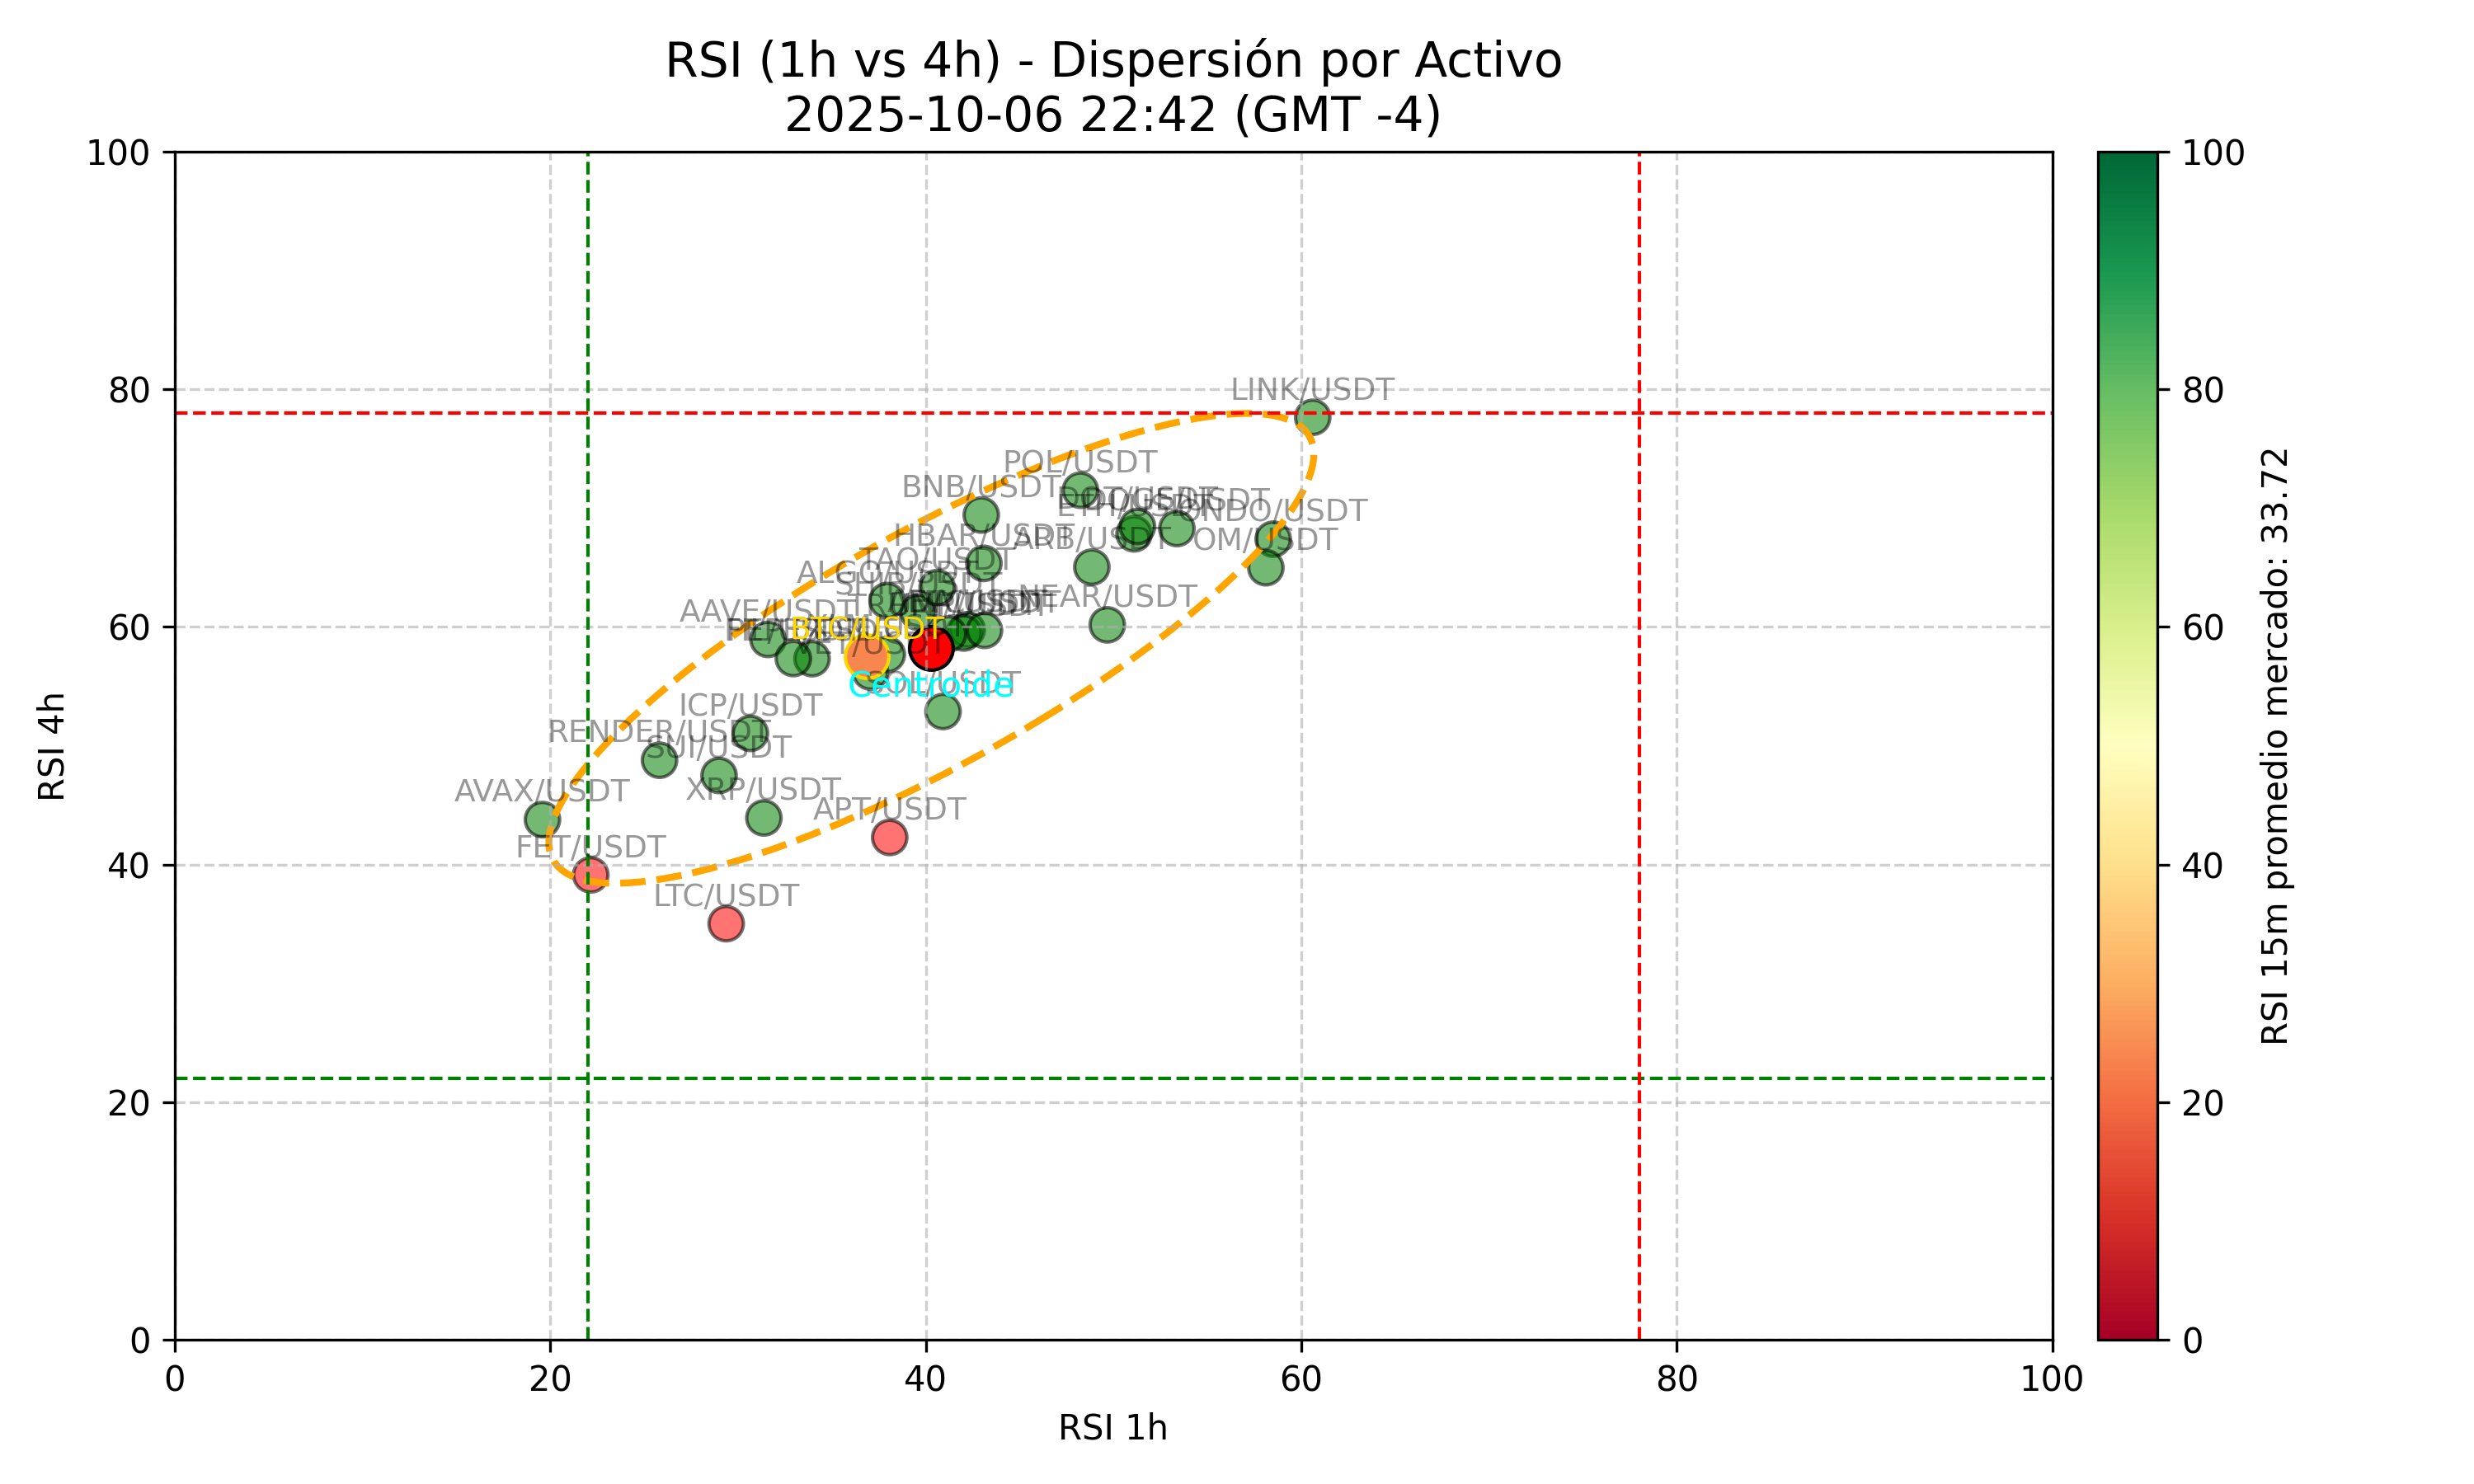 RSI (1h vs 4h) - Dispersión por Activo
2025-10-06 22:42 (GMT -4)
100
80
60
40
20
0
RSI 4h
LINK/USDT
POL/USDT
BNB/USDT
ONDO/USDT
HBAR/USDT
ARB/USDT
OM/USDT
TAO/USDT
ALGO/USDT
NEAR/USDT
AAVE/USDT
BTC/USDT
SOL/USDT
Centroide
ICP/USDT
RENDER/USDT
SUI/USDT
AVAX/USDT
XRP/USDT
APT/USDT
FET/USDT
LTC/USDT
0
20
40
60
80
100
RSI 1h
100
80
60
40
20
0
RSI 15m promedio mercado: 33.72